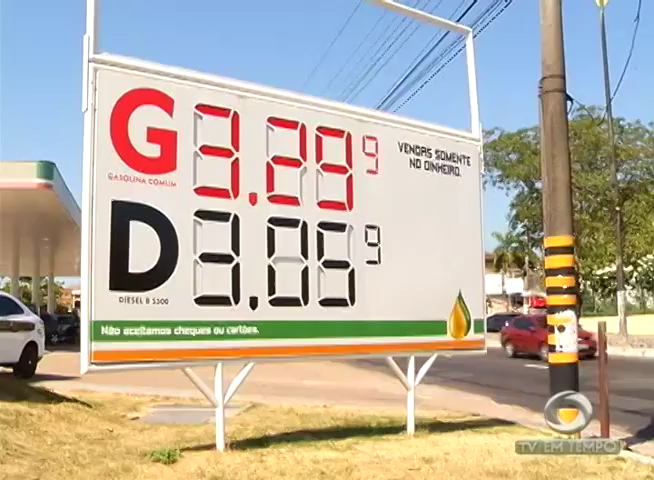 G 3.29 9
GASOLINA COMUM
VENDAS SOMENTE
NO DINHEIRO.
D 3.05 9
DIESEL B S500
Não aceitamos cheques ou cartões.
TV EM TEMPO